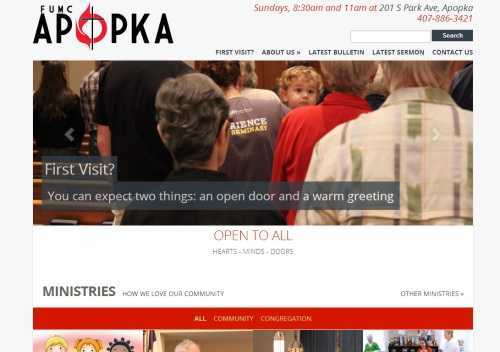 FUMC
APOPKA
Sundays, 8:30am and 11am at 201 S Park Ave, Apopka
407-886-3421
Search
FIRST VISIT? ABOUT US » LATEST BULLETIN LATEST SERMON CONTACT US
SEMINARY
First Visit?
You can expect two things: an open door and a warm greeting
OPEN TO ALL
HEARTS - MINDS - DOORS
MINISTRIES HOW WE LOVE OUR COMMUNITY OTHER MINISTRIES »
ALL COMMUNITY CONGREGATION